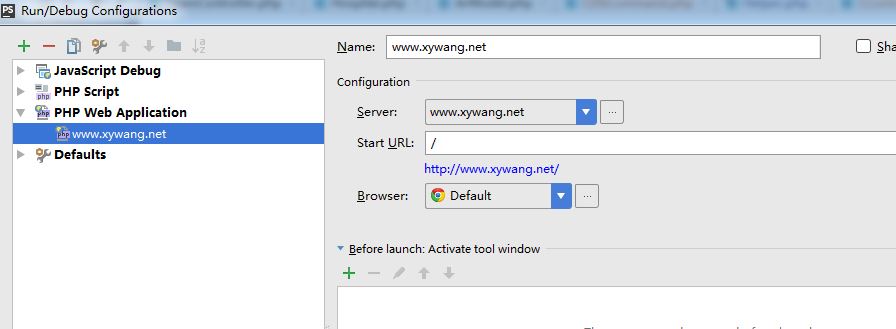 Run/Debug Configurations
Name: www.xywang.net Sha
JavaScript Debug
PHP Script
PHP Web Application
www.xywang.net
Defaults
Configuration
Server: www.xywang.net ...
Start URL: /
http://www.xywang.net/
Browser: Default ...
Before launch: Activate tool window